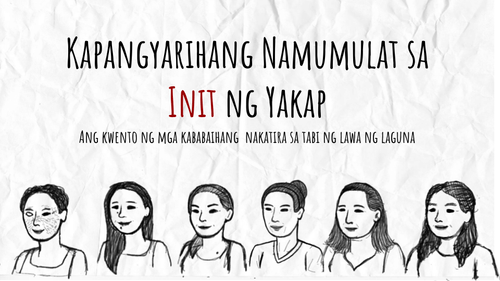 Kapangyarihang Namumulat sa
Init ng Yakap
Ang kwento ng mga kababaihang nakatira sa tabi ng lawa ng laguna